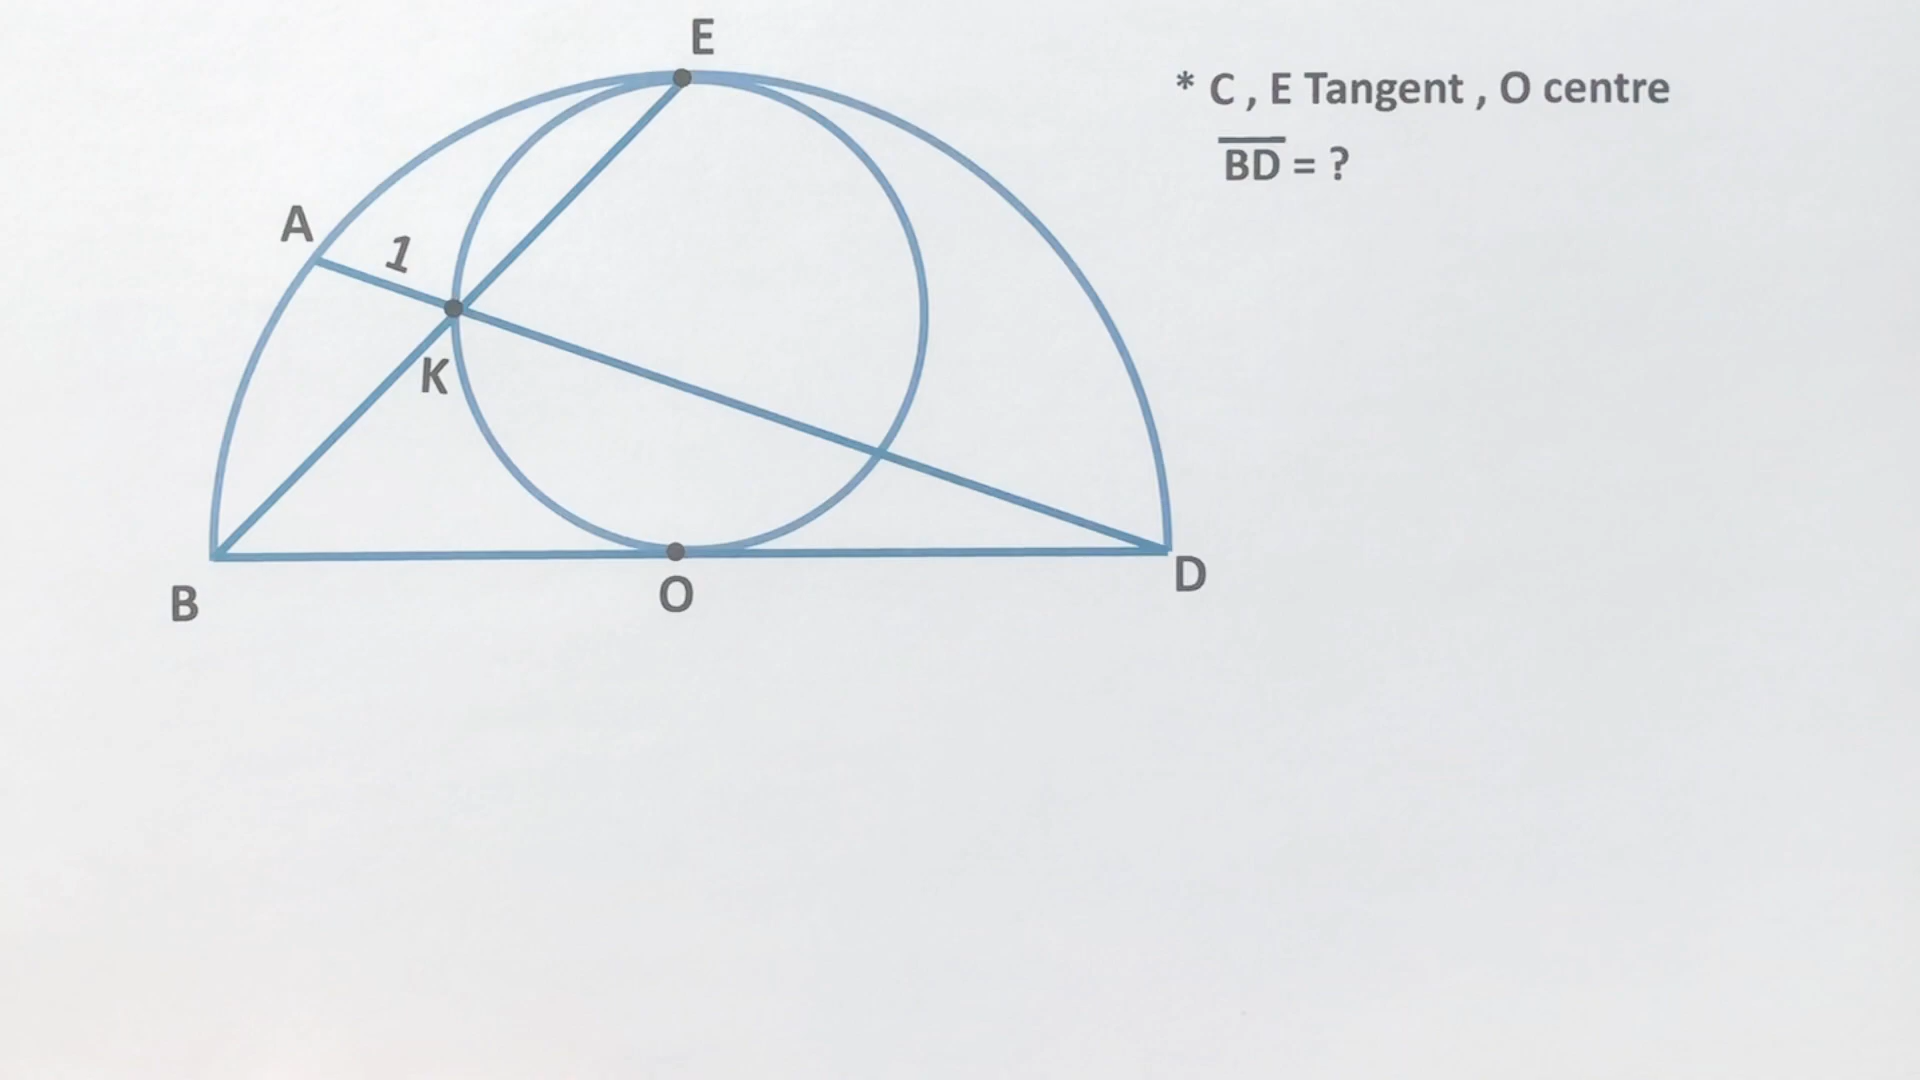 E
* C , E Tangent , O centre
BD = ?
A
1
K
B
O
D